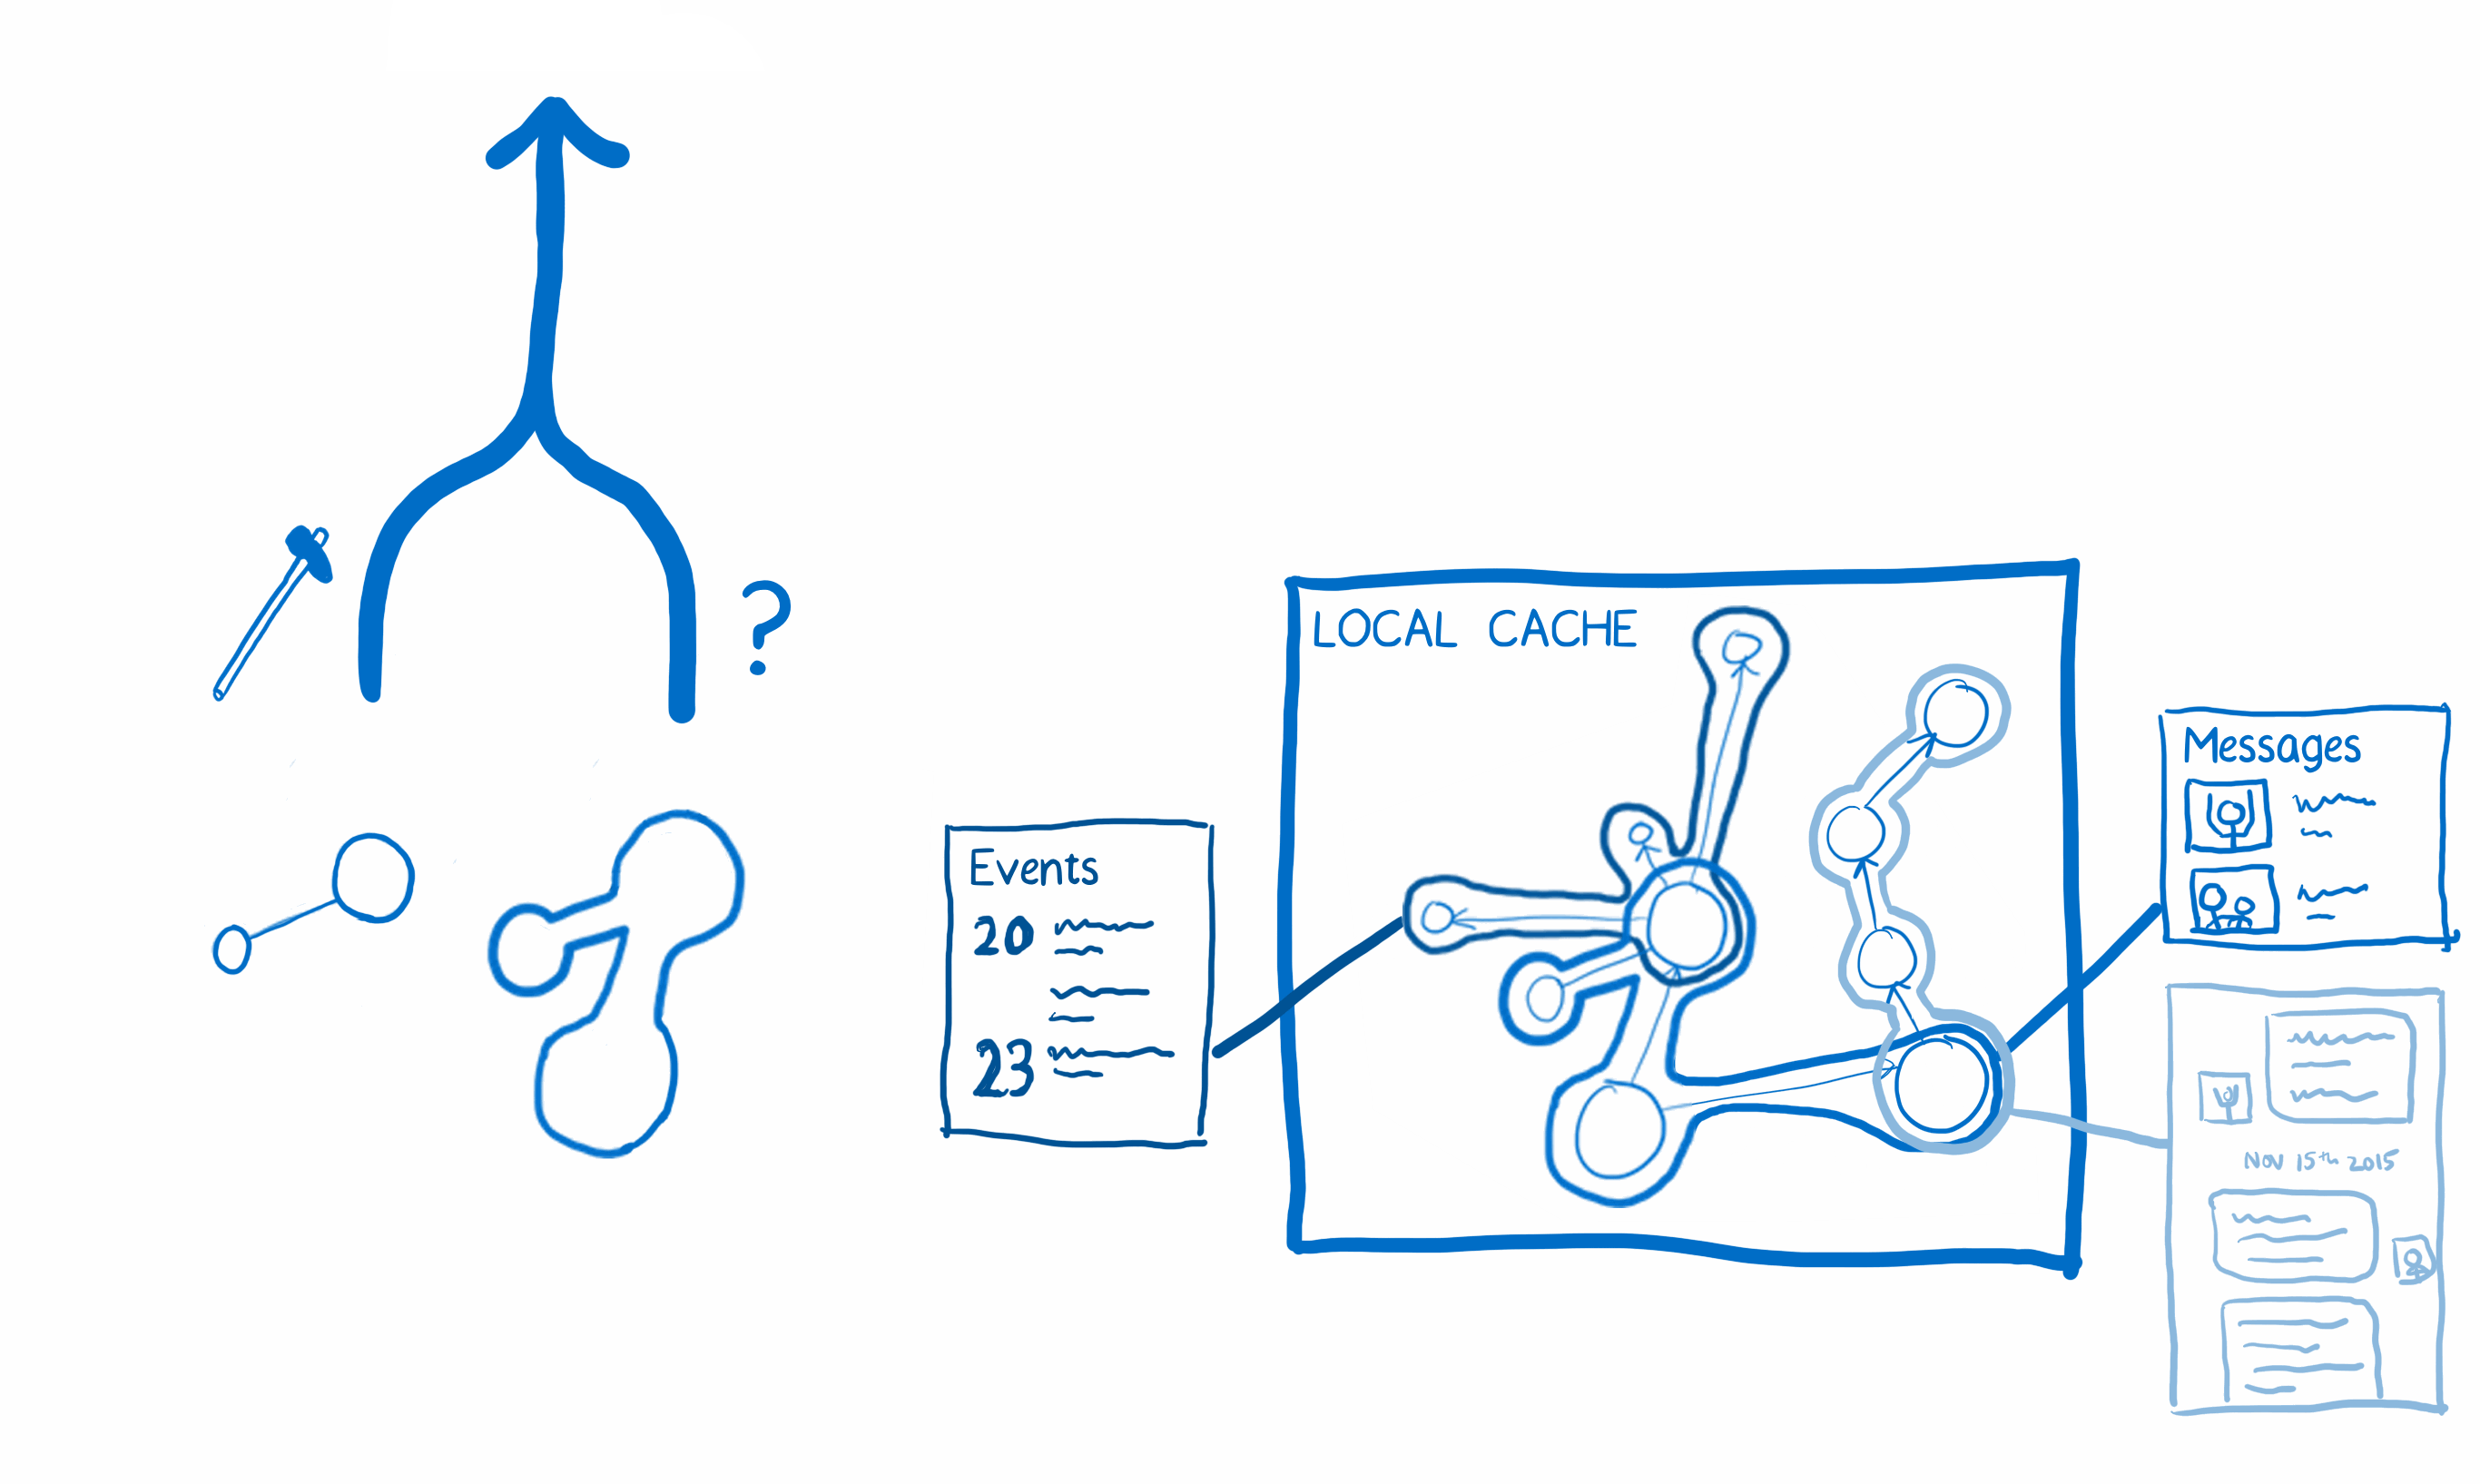 ?
LOCAL CACHE
Events
20
23
Messages
NOV 15th 2015